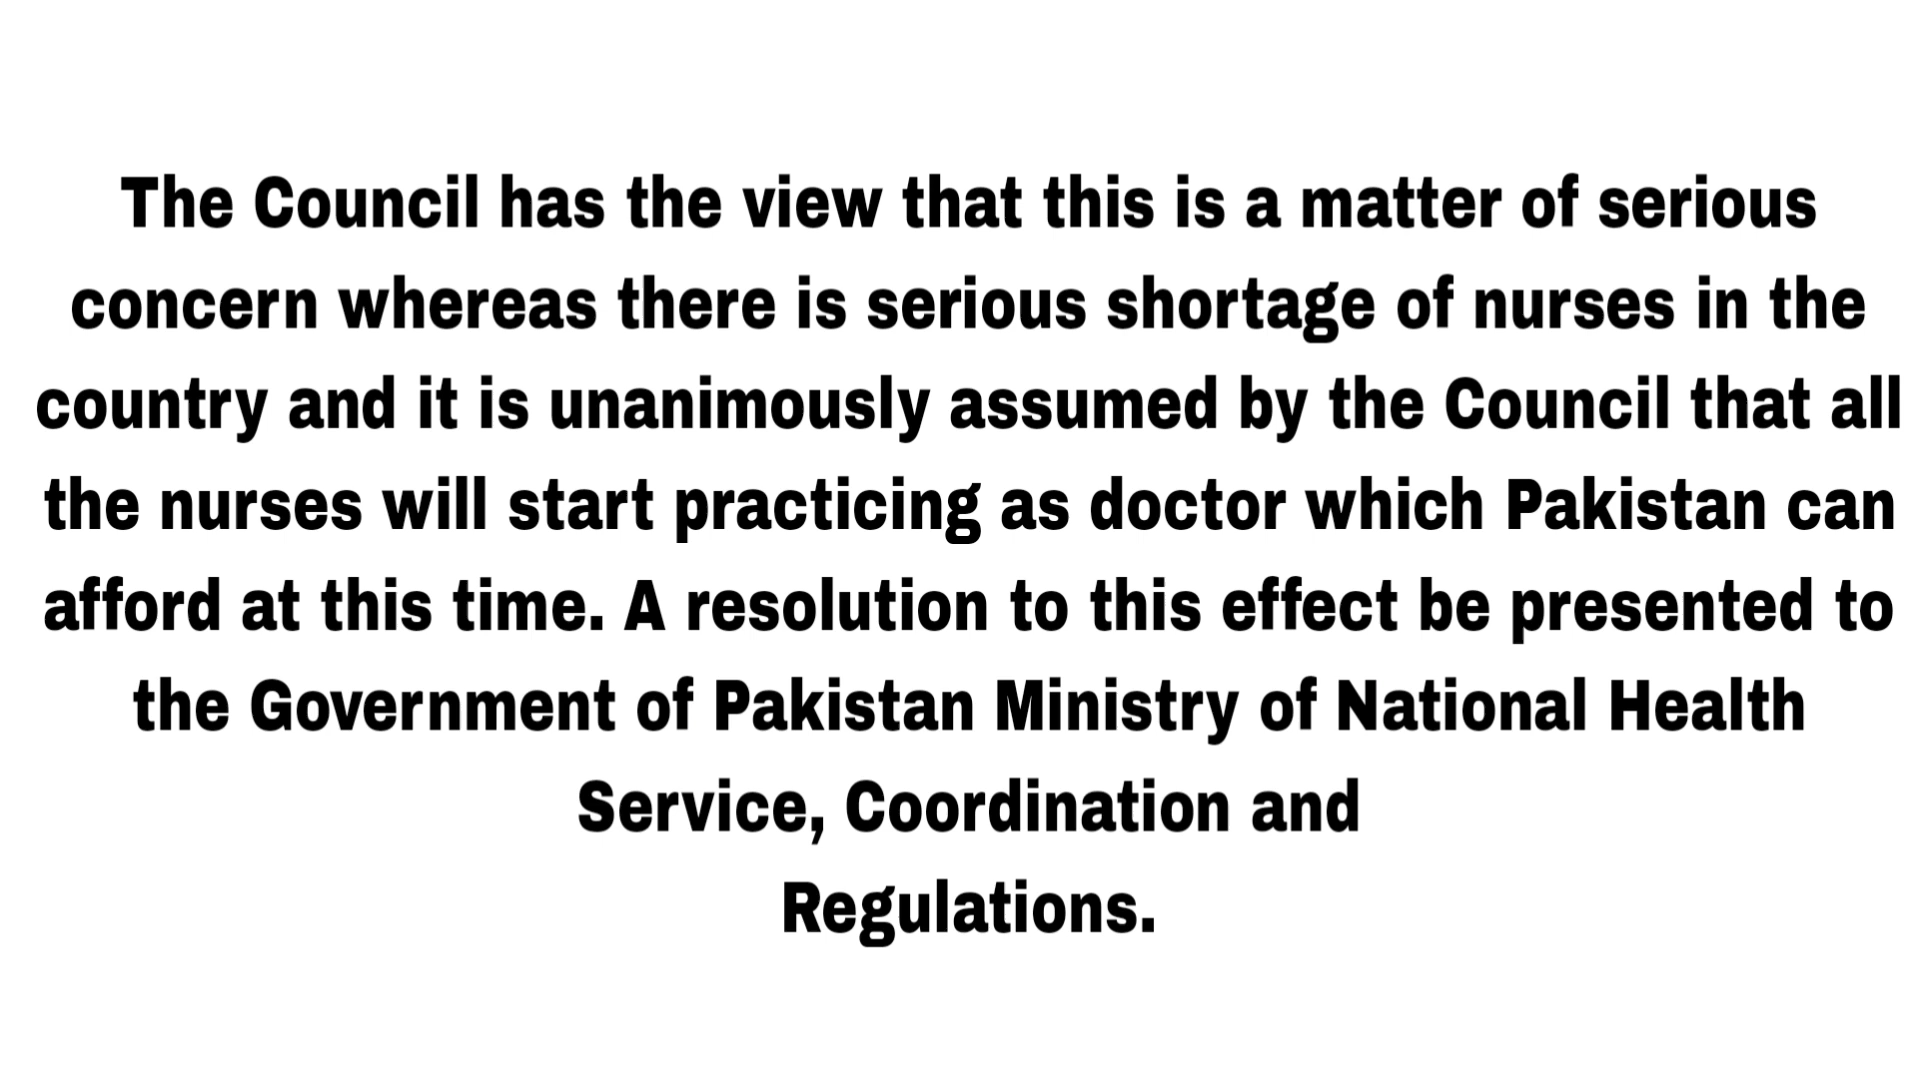 The Council has the view that this is a matter of serious
concern whereas there is serious shortage of nurses in the
country and it is unanimously assumed by the Council that all
the nurses will start practicing as doctor which Pakistan can
afford at this time. A resolution to this effect be presented to
the Government of Pakistan Ministry of National Health
Service, Coordination and
Regulations.